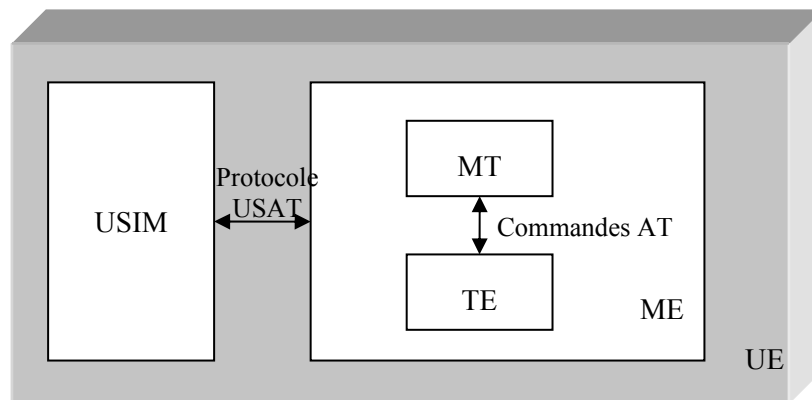 USIM
Protocole
USAT
MT
Commandes AT
TE
ME
UE